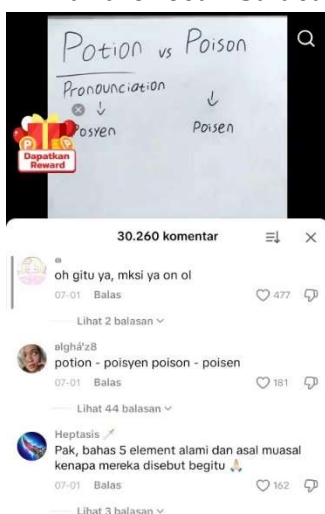 Potion vs Poison
Pronounciation
↓ ↓
Posyen Poisen
Dapatkan
Reward
30.260 komentar
oh gitu ya, mksi ya on ol
07-01 Balas 477
Lihat 2 balasan
alghá'z8
potion - poisyen poison - poisen
07-01 Balas 181
Lihat 44 balasan
Heptasis
Pak, bahas 5 element alami dan asal muasal
kenapa mereka disebut begitu 🙏
07-01 Balas 162
Lihat 3 balasan